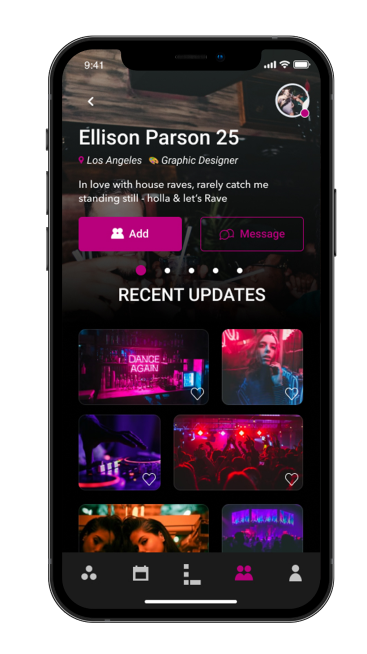 9:41
Ellison Parson 25
Los Angeles Graphic Designer
In love with house raves, rarely catch me
standing still - holla & let's Rave
Add Message
RECENT UPDATES
DANCE
AGAIN